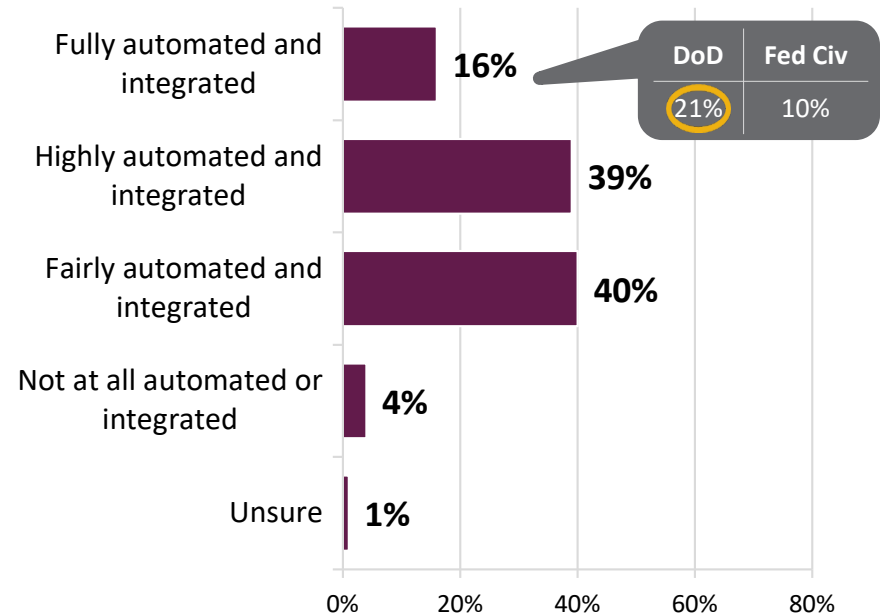 Fully automated and
integrated
16%
DoD Fed Civ
21% 10%
Highly automated and
integrated
39%
Fairly automated and
integrated
40%
Not at all automated or
integrated
4%
Unsure
1%
0% 20% 40% 60% 80%